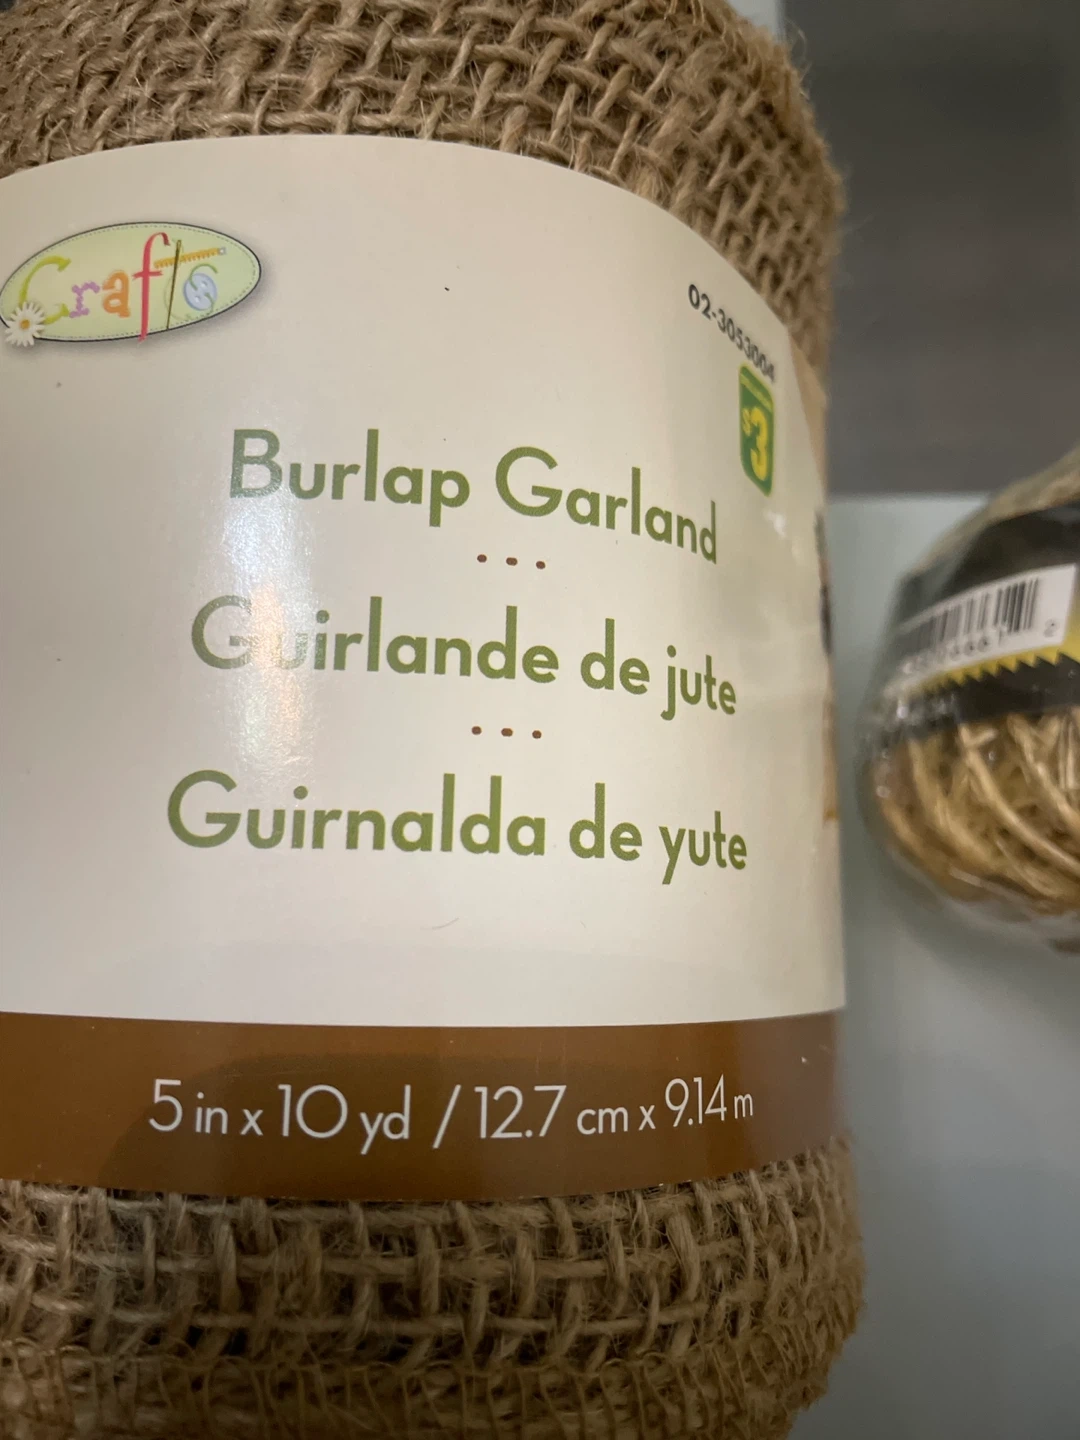 Crafts
02-3053004
$3
Burlap Garland
Guirlande de jute
Guirnalda de yute
5 in x 10 yd / 12.7 cm x 9.14 m